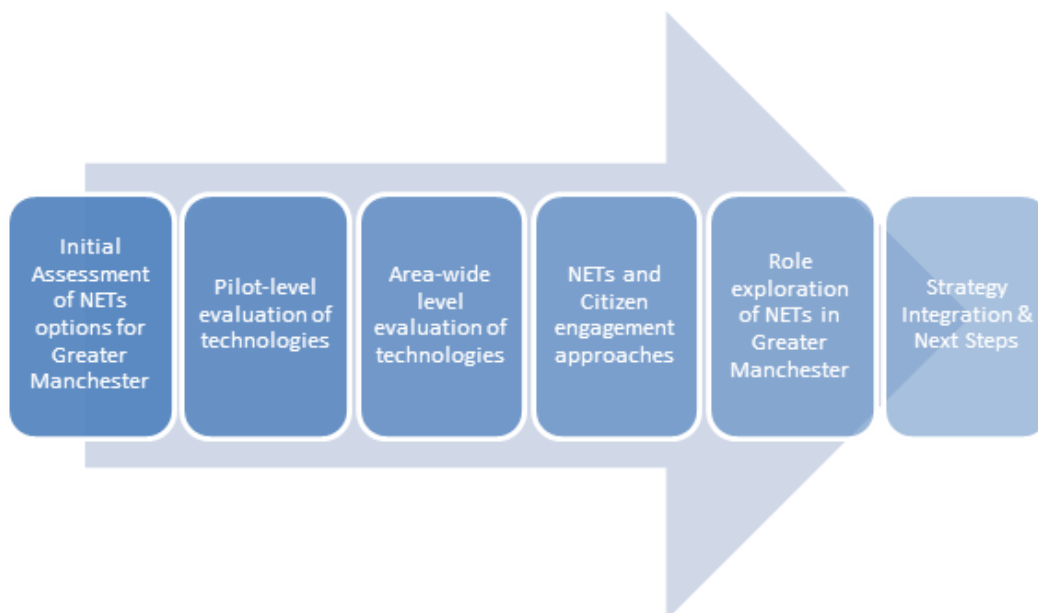 Initial
Assessment
of NETs
options for
Greater
Manchester
Pilot-level
evaluation of
technologies
Area-wide
level
evaluation of
technologies
NETs and
Citizen
engagement
approaches
Role
exploration
of NETs in
Greater
Manchester
Strategy
Integration &
Next Steps